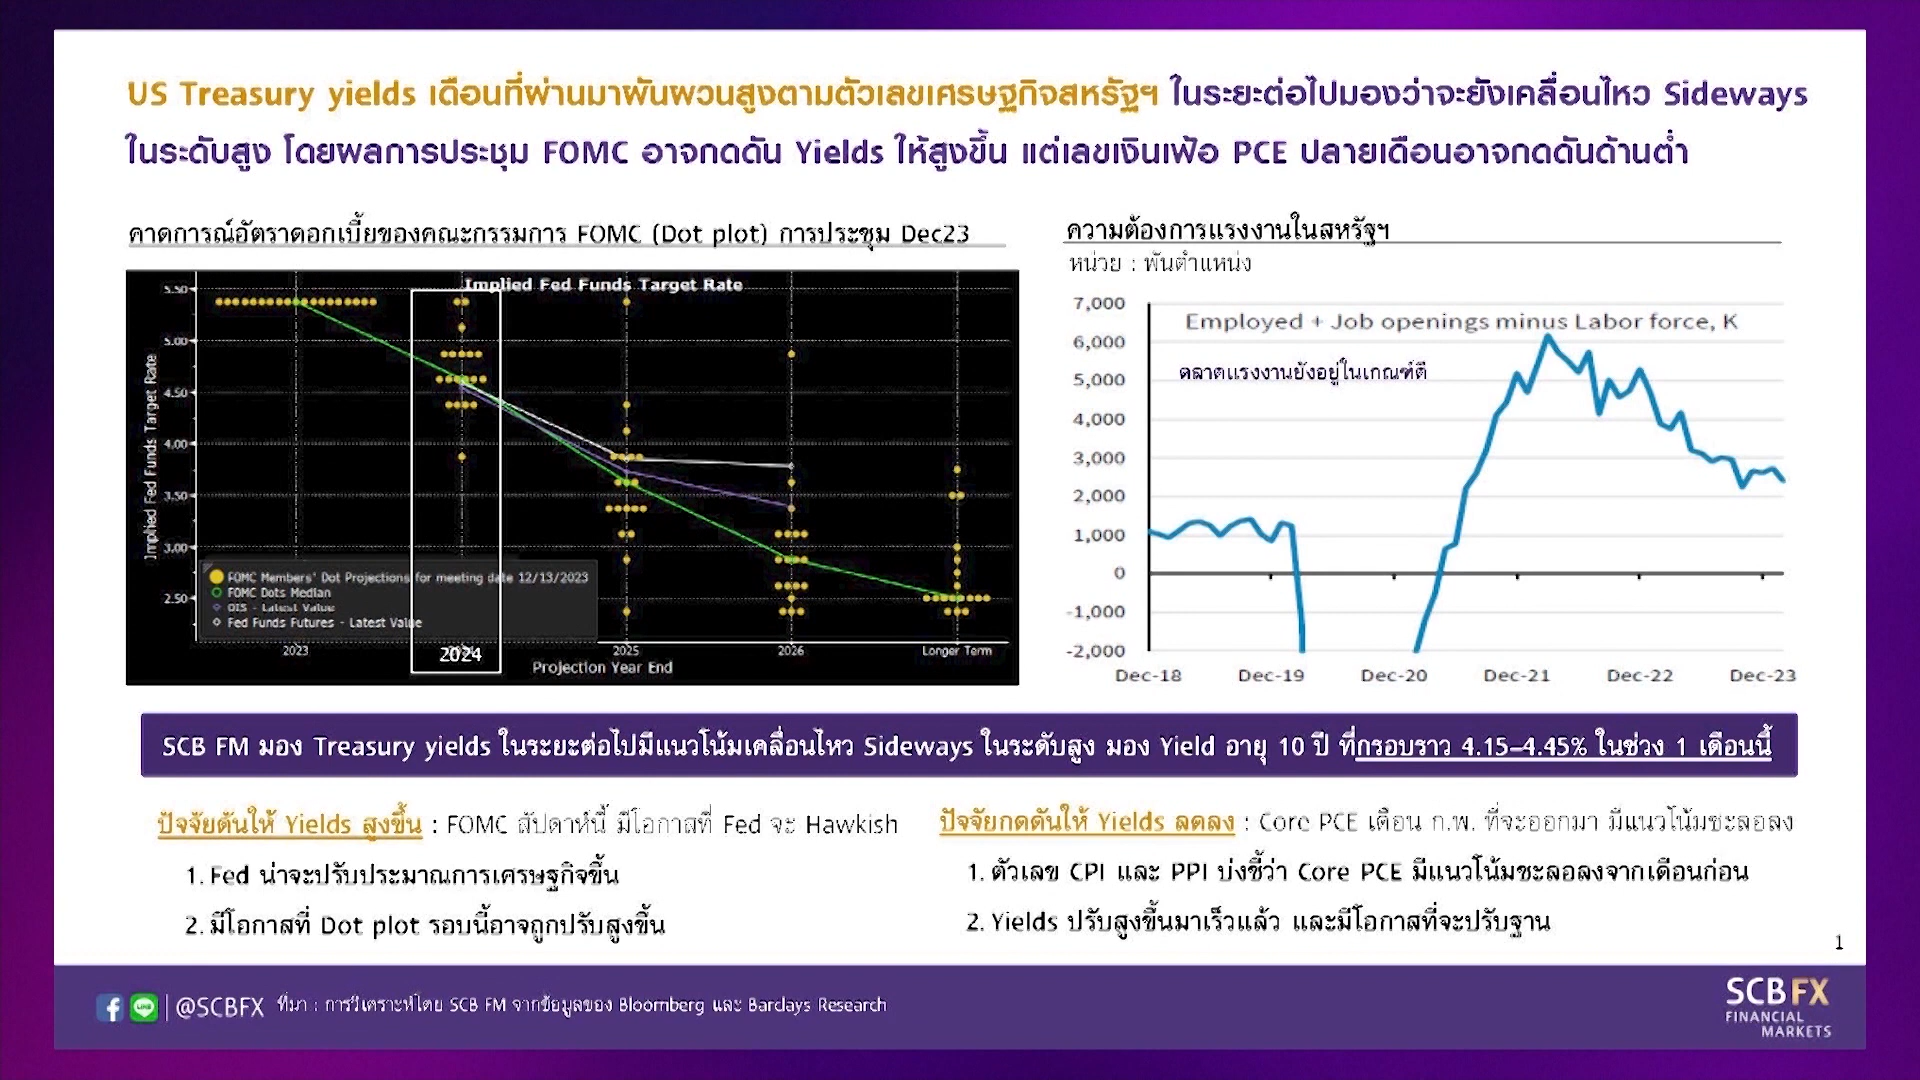 US Treasury yields เดือนที่ผ่านมาผันผวนสูงตามตัวเลขเศรษฐกิจสหรัฐฯ ในระยะต่อไปมองว่าจะยังเคลื่อนไหว Sideways
ในระดับสูง โดยผลการประชุม FOMC อาจกดดัน Yields ให้สูงขึ้น แต่เลขเงินเฟ้อ PCE ปลายเดือนอาจกดดันด้านต่ำ
คาดการณ์อัตราดอกเบี้ยของคณะกรรมการ FOMC (Dot plot) การประชุม Dec23
Implied Fed Funds Target Rate
Implied Fed Funds Target Rate
5.50
5.00
4.50
4.00
3.50
3.00
2.50
FOMC Members' Dot Projections for meeting date 12/13/2023
FOMC Dots Median
OIS - Latest Value
Fed Funds Futures - Latest Value
2023
2024
2025
2026
Longer Term
Projection Year End
ความต้องการแรงงานในสหรัฐฯ
หน่วย : พันตำแหน่ง
Employed + Job openings minus Labor force, K
ตลาดแรงงานยังอยู่ในเกณฑ์ดี
7,000
6,000
5,000
4,000
3,000
2,000
1,000
0
-1,000
-2,000
Dec-18
Dec-19
Dec-20
Dec-21
Dec-22
Dec-23
SCB FM มอง Treasury yields ในระยะต่อไปมีแนวโน้มเคลื่อนไหว Sideways ในระดับสูง มอง Yield อายุ 10 ปี ที่กรอบราว 4.15–4.45% ในช่วง 1 เดือนนี้
ปัจจัยดันให้ Yields สูงขึ้น : FOMC สัปดาห์นี้ มีโอกาสที่ Fed จะ Hawkish
1. Fed น่าจะปรับประมาณการเศรษฐกิจขึ้น
2. มีโอกาสที่ Dot plot รอบนี้อาจถูกปรับสูงขึ้น
ปัจจัยกดดันให้ Yields ลดลง : Core PCE เดือน ก.พ. ที่จะออกมา มีแนวโน้มชะลอลง
1. ตัวเลข CPI และ PPI บ่งชี้ว่า Core PCE มีแนวโน้มชะลอลงจากเดือนก่อน
2. Yields ปรับสูงขึ้นมาเร็วแล้ว และมีโอกาสที่จะปรับฐาน
1
@SCBFX ที่มา : การวิเคราะห์โดย SCB FM จากข้อมูลของ Bloomberg และ Barclays Research
SCB FX
FINANCIAL
MARKETS